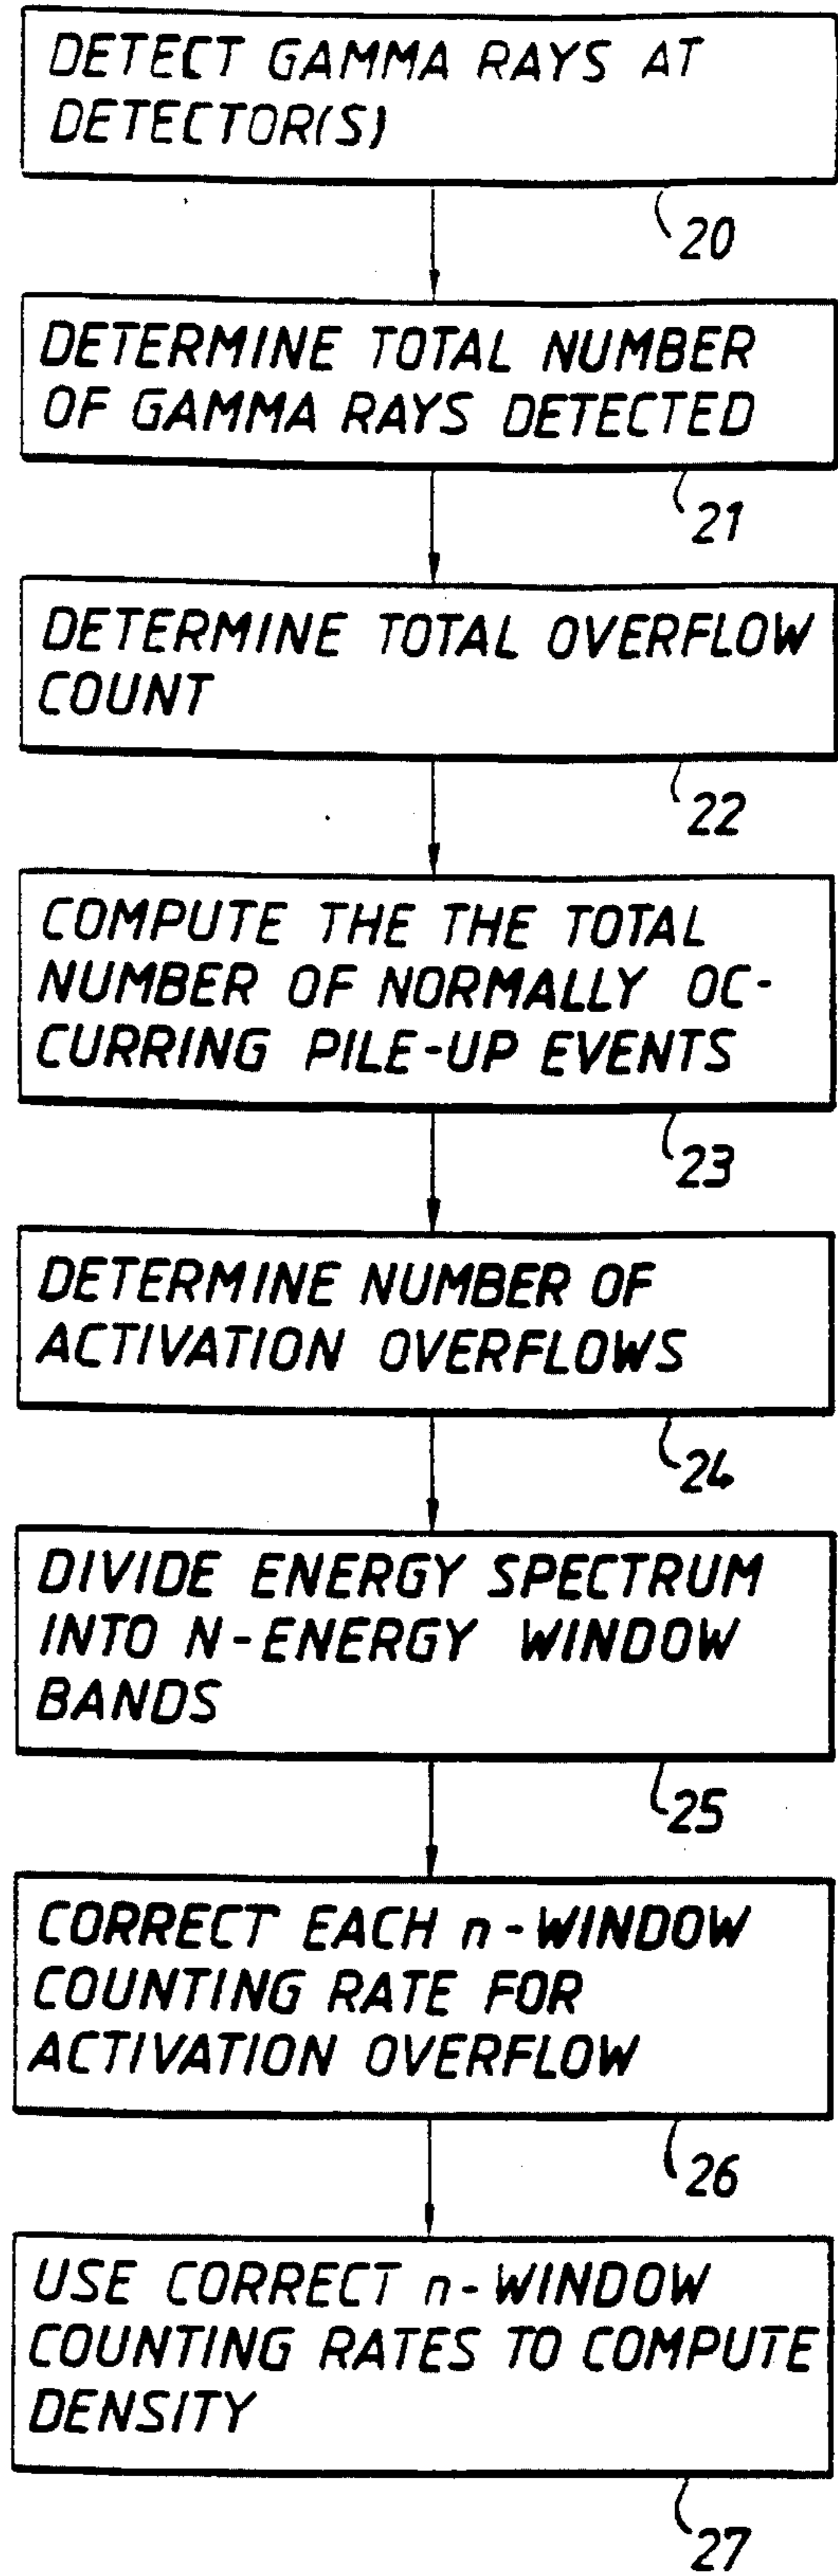 DETECT GAMMA RAYS AT
DETECTOR(S)
20
DETERMINE TOTAL NUMBER
OF GAMMA RAYS DETECTED
21
DETERMINE TOTAL OVERFLOW
COUNT
22
COMPUTE THE THE TOTAL
NUMBER OF NORMALLY OC-
CURRING PILE-UP EVENTS
23
DETERMINE NUMBER OF
ACTIVATION OVERFLOWS
24
DIVIDE ENERGY SPECTRUM
INTO N-ENERGY WINDOW
BANDS
25
CORRECT EACH n-WINDOW
COUNTING RATE FOR
ACTIVATION OVERFLOW
26
USE CORRECT n-WINDOW
COUNTING RATES TO COMPUTE
DENSITY
27